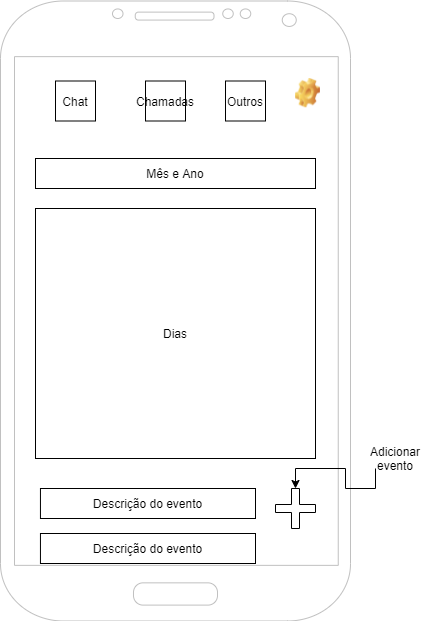 Chat
Chamadas
Outros
Mês e Ano
Dias
Adicionar
evento
Descrição do evento
Descrição do evento